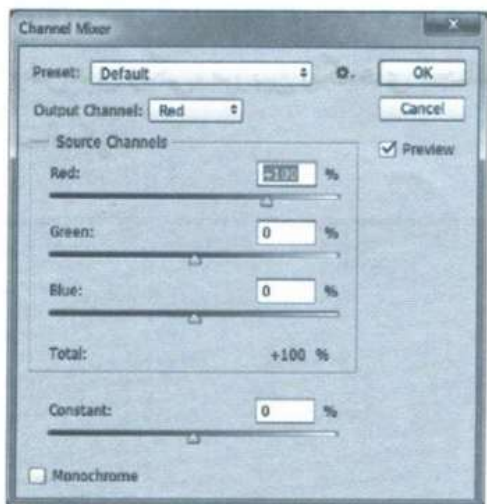 Channel Mixer
Preset: Default
OK
Output Channel: Red
Cancel
Source Channels
Preview
Red: %
Green: 0 %
Blue: 0 %
Total: +100 %
Constant: 0 %
Monochrome